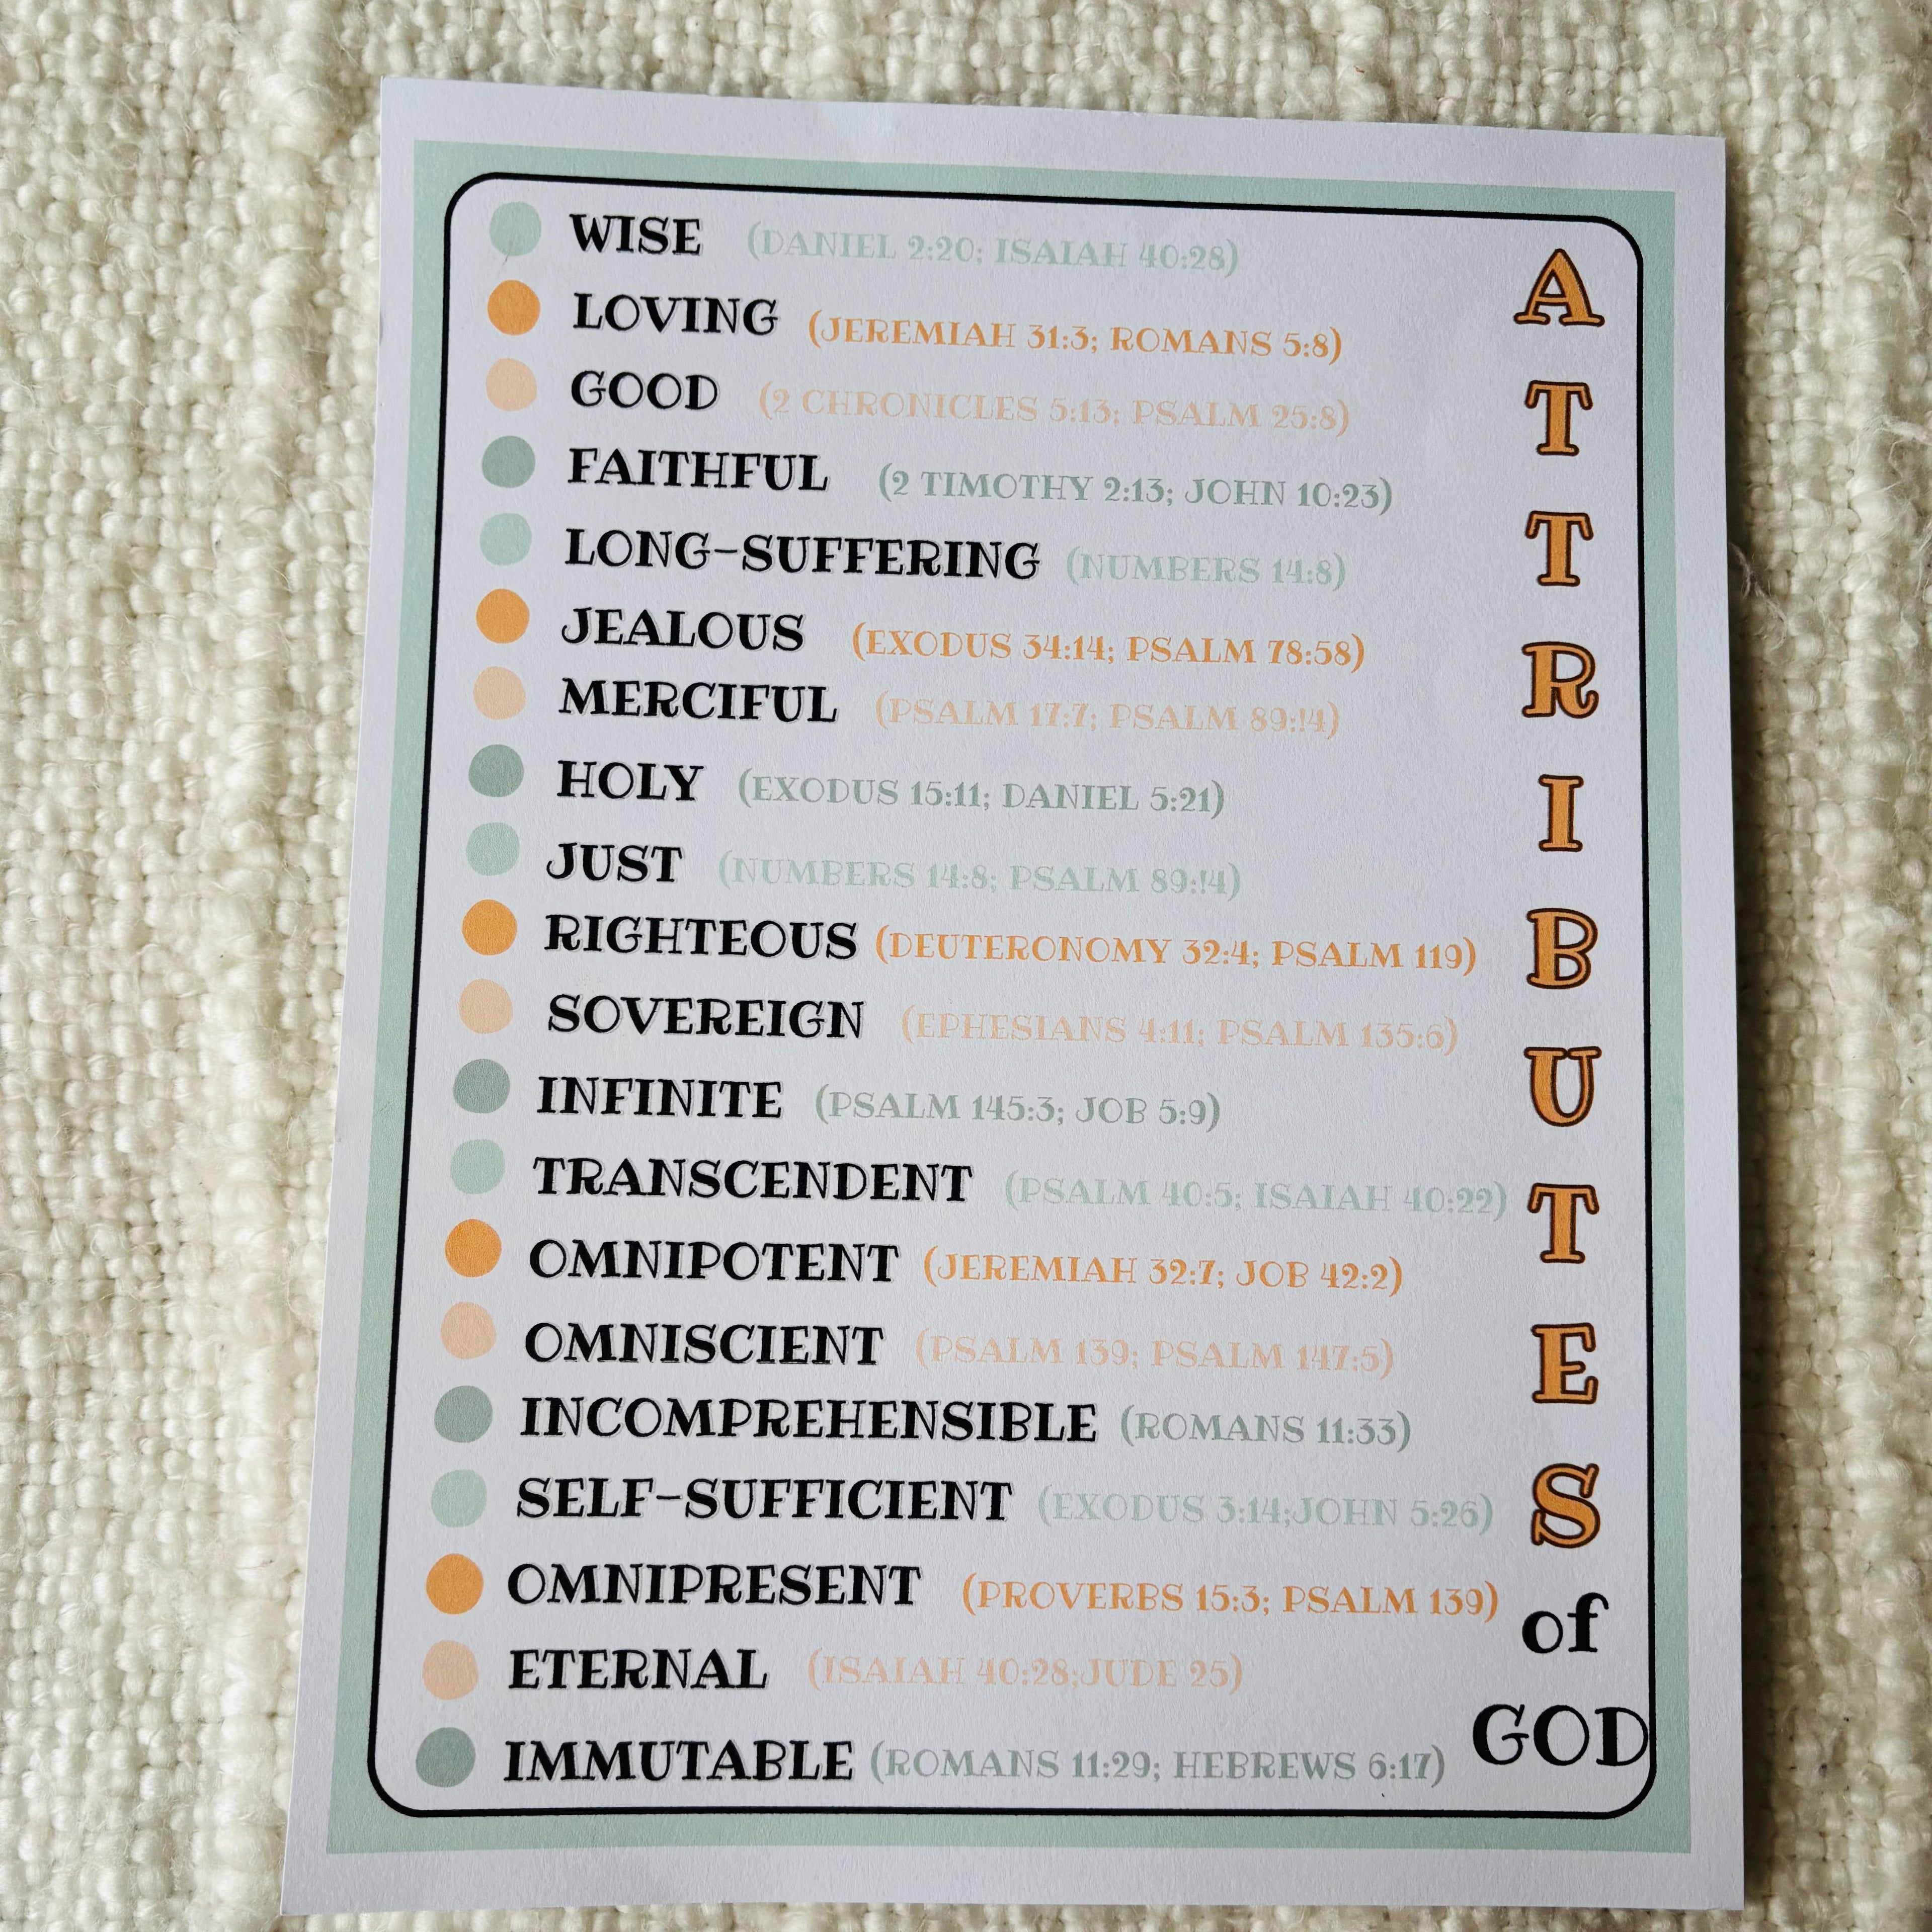 WISE (DANIEL 2:20; ISAIAH 40:28)
LOVING (JEREMIAH 31:3; ROMANS 5:8)
GOOD (2 CHRONICLES 5:13; PSALM 25:8)
FAITHFUL (2 TIMOTHY 2:13; JOHN 10:23)
LONG-SUFFERING (NUMBERS 14:8)
JEALOUS (EXODUS 34:14; PSALM 78:58)
MERCIFUL (PSALM 17:7; PSALM 89:!4)
HOLY (EXODUS 15:11; DANIEL 5:21)
JUST (NUMBERS 14:8; PSALM 89:!4)
RIGHTEOUS (DEUTERONOMY 32:4; PSALM 119)
SOVEREIGN (EPHESIANS 4:11; PSALM 135:6)
INFINITE (PSALM 145:3; JOB 5:9)
TRANSCENDENT (PSALM 40:5; ISAIAH 40:22)
OMNIPOTENT (JEREMIAH 32:7; JOB 42:2)
OMNISCIENT (PSALM 139; PSALM 147:5)
INCOMPREHENSIBLE (ROMANS 11:33)
SELF-SUFFICIENT (EXODUS 3:14;JOHN 5:26)
OMNIPRESENT (PROVERBS 15:3; PSALM 139)
ETERNAL (ISAIAH 40:28;JUDE 25)
IMMUTABLE (ROMANS 11:29; HEBREWS 6:17)
ATTRIBUTES
of
GOD